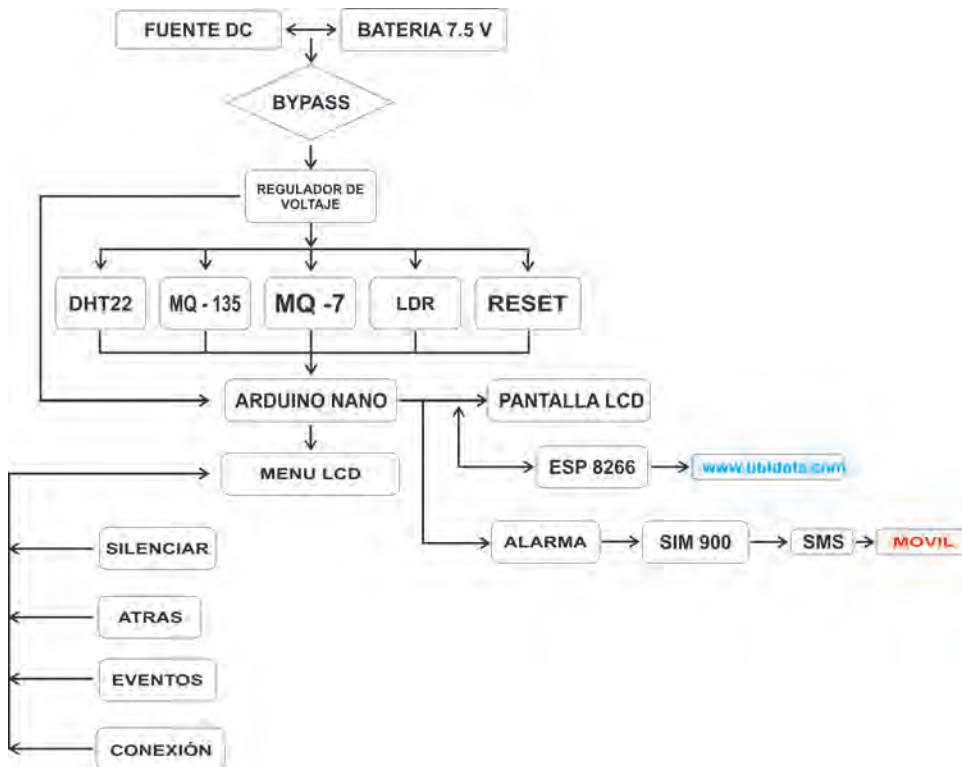 FUENTE DC
BATERIA 7.5 V
BYPASS
REGULADOR DE
VOLTAJE
DHT22
MQ - 135
MQ -7
LDR
RESET
ARDUINO NANO
PANTALLA LCD
MENU LCD
ESP 8266
www.ubidots.com
SILENCIAR
ALARMA
SIM 900
SMS
MOVIL
ATRAS
EVENTOS
CONEXIÓN